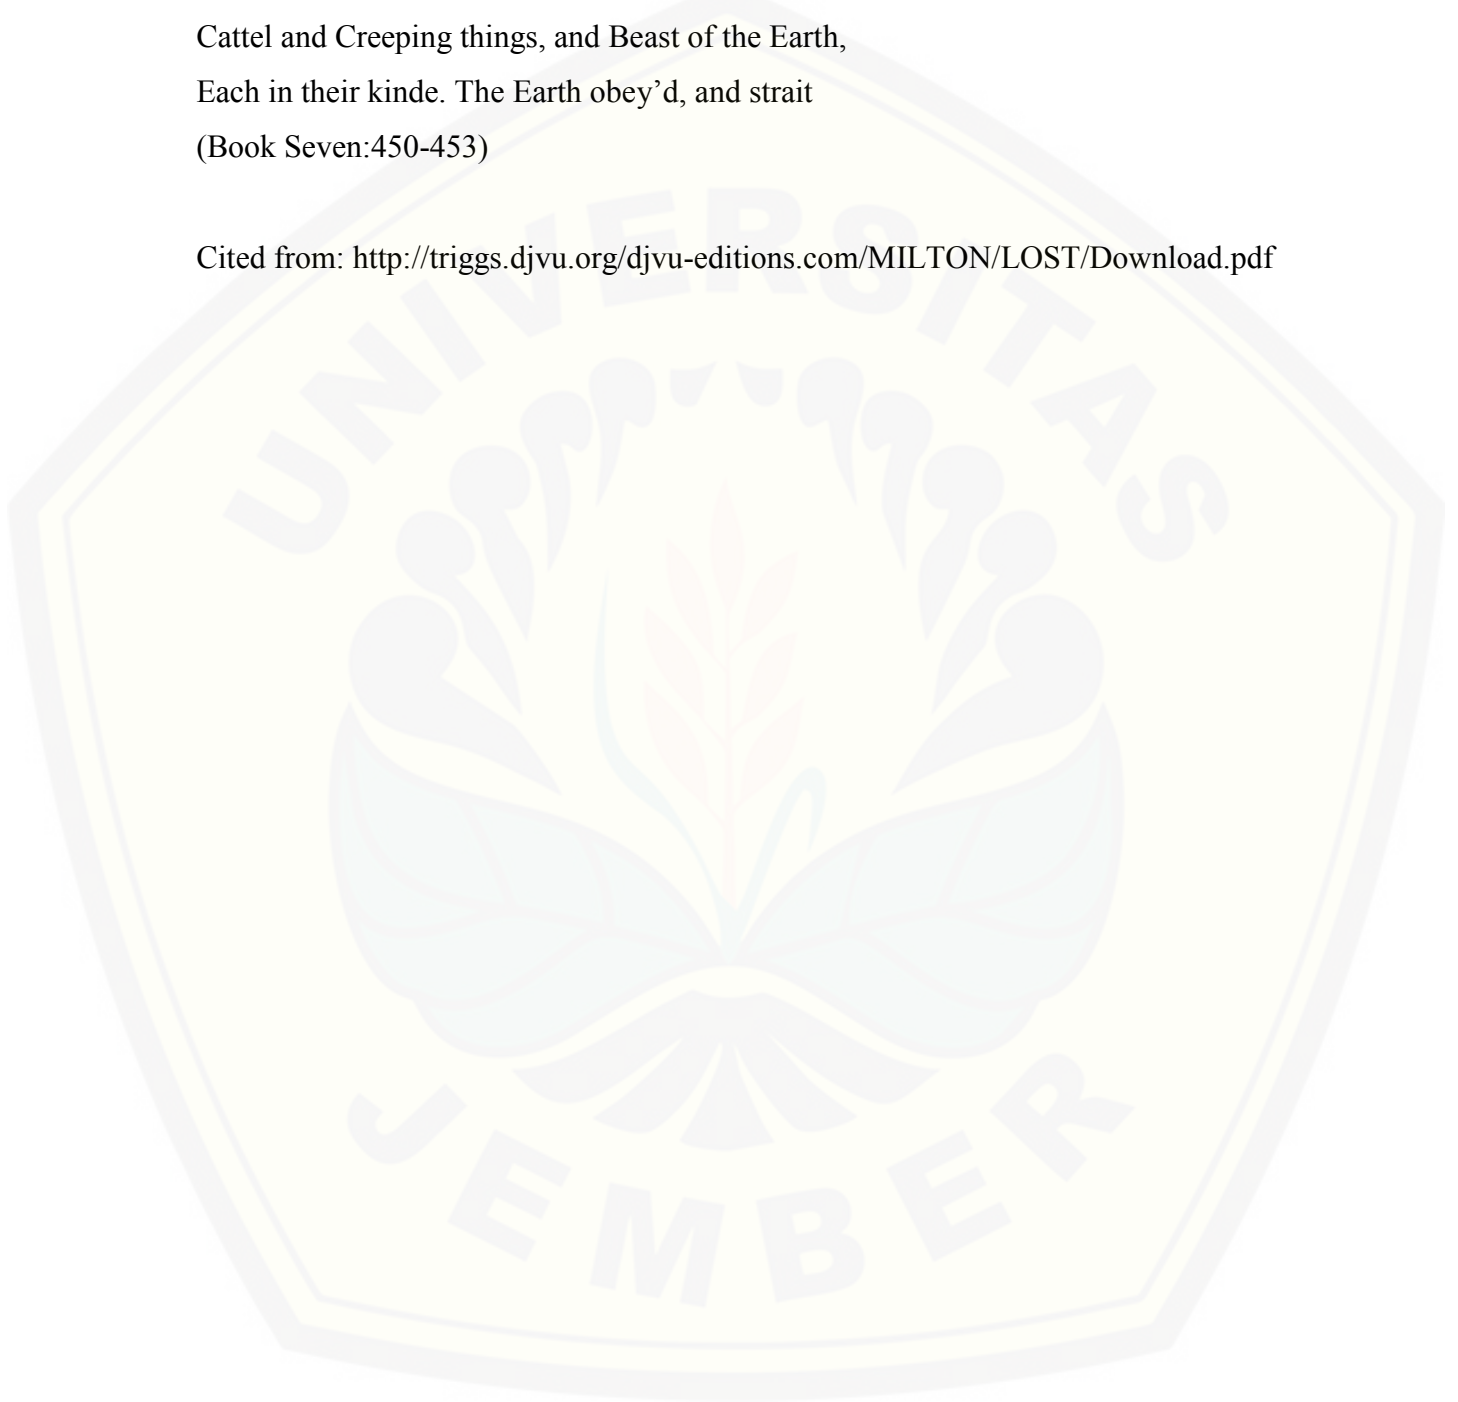 Cattel and Creeping things, and Beast of the Earth,
Each in their kinde. The Earth obey’d, and strait
(Book Seven:450-453)
Cited from: http://triggs.djvu.org/djvu-editions.com/MILTON/LOST/Download.pdf
UNIVERSITAS
JEMBER